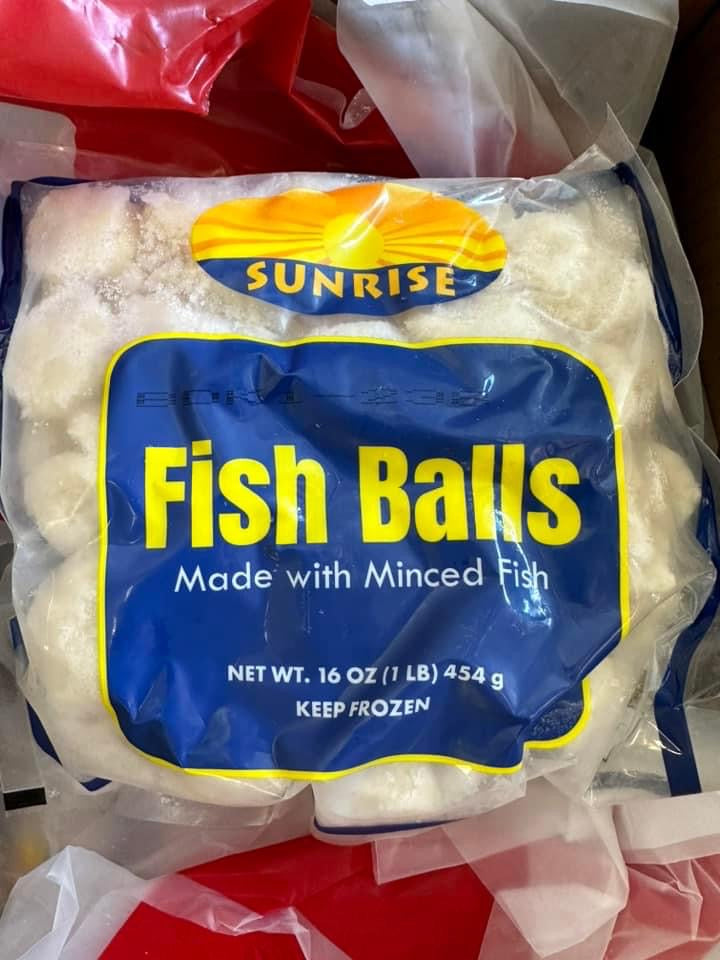 SUNRISE
Fish Balls
Made with Minced Fish
NET WT. 16 OZ (1 LB) 454 g
KEEP FROZEN